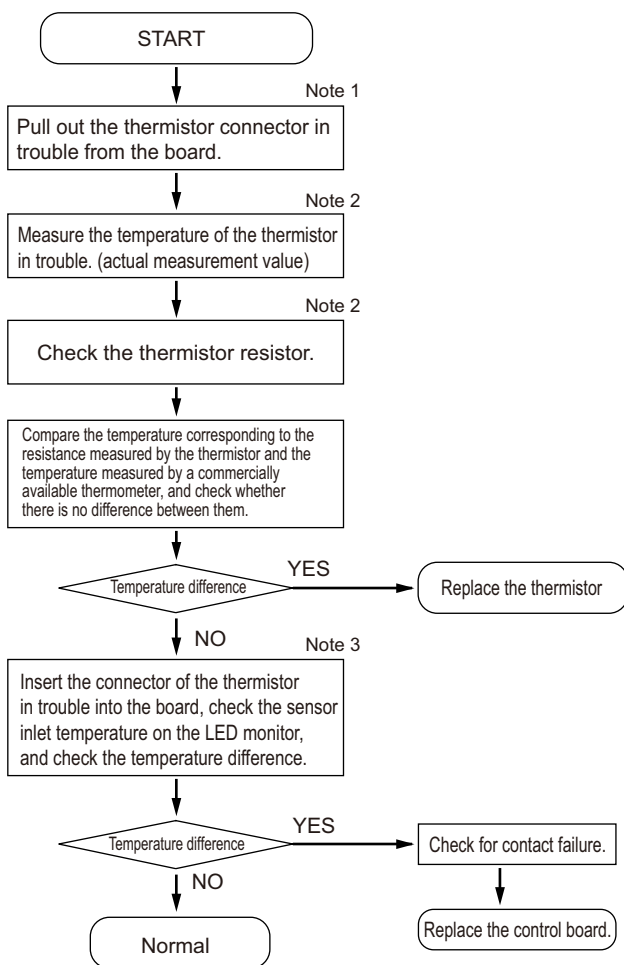 START
Note 1
Pull out the thermistor connector in
trouble from the board.
Note 2
Measure the temperature of the thermistor
in trouble. (actual measurement value)
Note 2
Check the thermistor resistor.
Compare the temperature corresponding to the
resistance measured by the thermistor and the
temperature measured by a commercially
available thermometer, and check whether
there is no difference between them.
Temperature difference
YES
Replace the thermistor
NO
Note 3
Insert the connector of the thermistor
in trouble into the board, check the sensor
inlet temperature on the LED monitor,
and check the temperature difference.
Temperature difference
YES
Check for contact failure.
NO
Replace the control board.
Normal